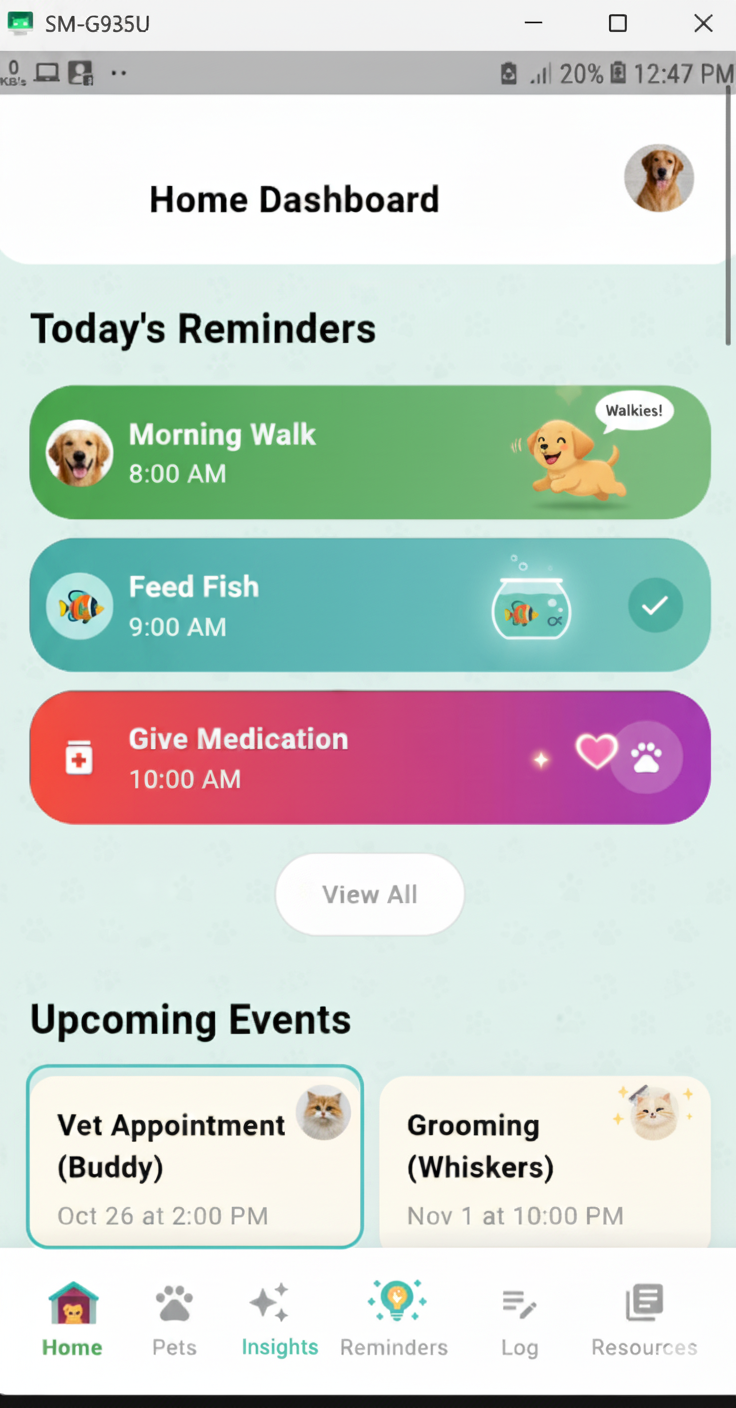 SM-G935U
0
KB/s
20%
12:47 PM
Home Dashboard
Today's Reminders
Morning Walk
8:00 AM
Walkies!
Feed Fish
9:00 AM
Give Medication
10:00 AM
View All
Upcoming Events
Vet Appointment
(Buddy)
Oct 26 at 2:00 PM
Grooming
(Whiskers)
Nov 1 at 10:00 PM
Home
Pets
Insights
Reminders
Log
Resources